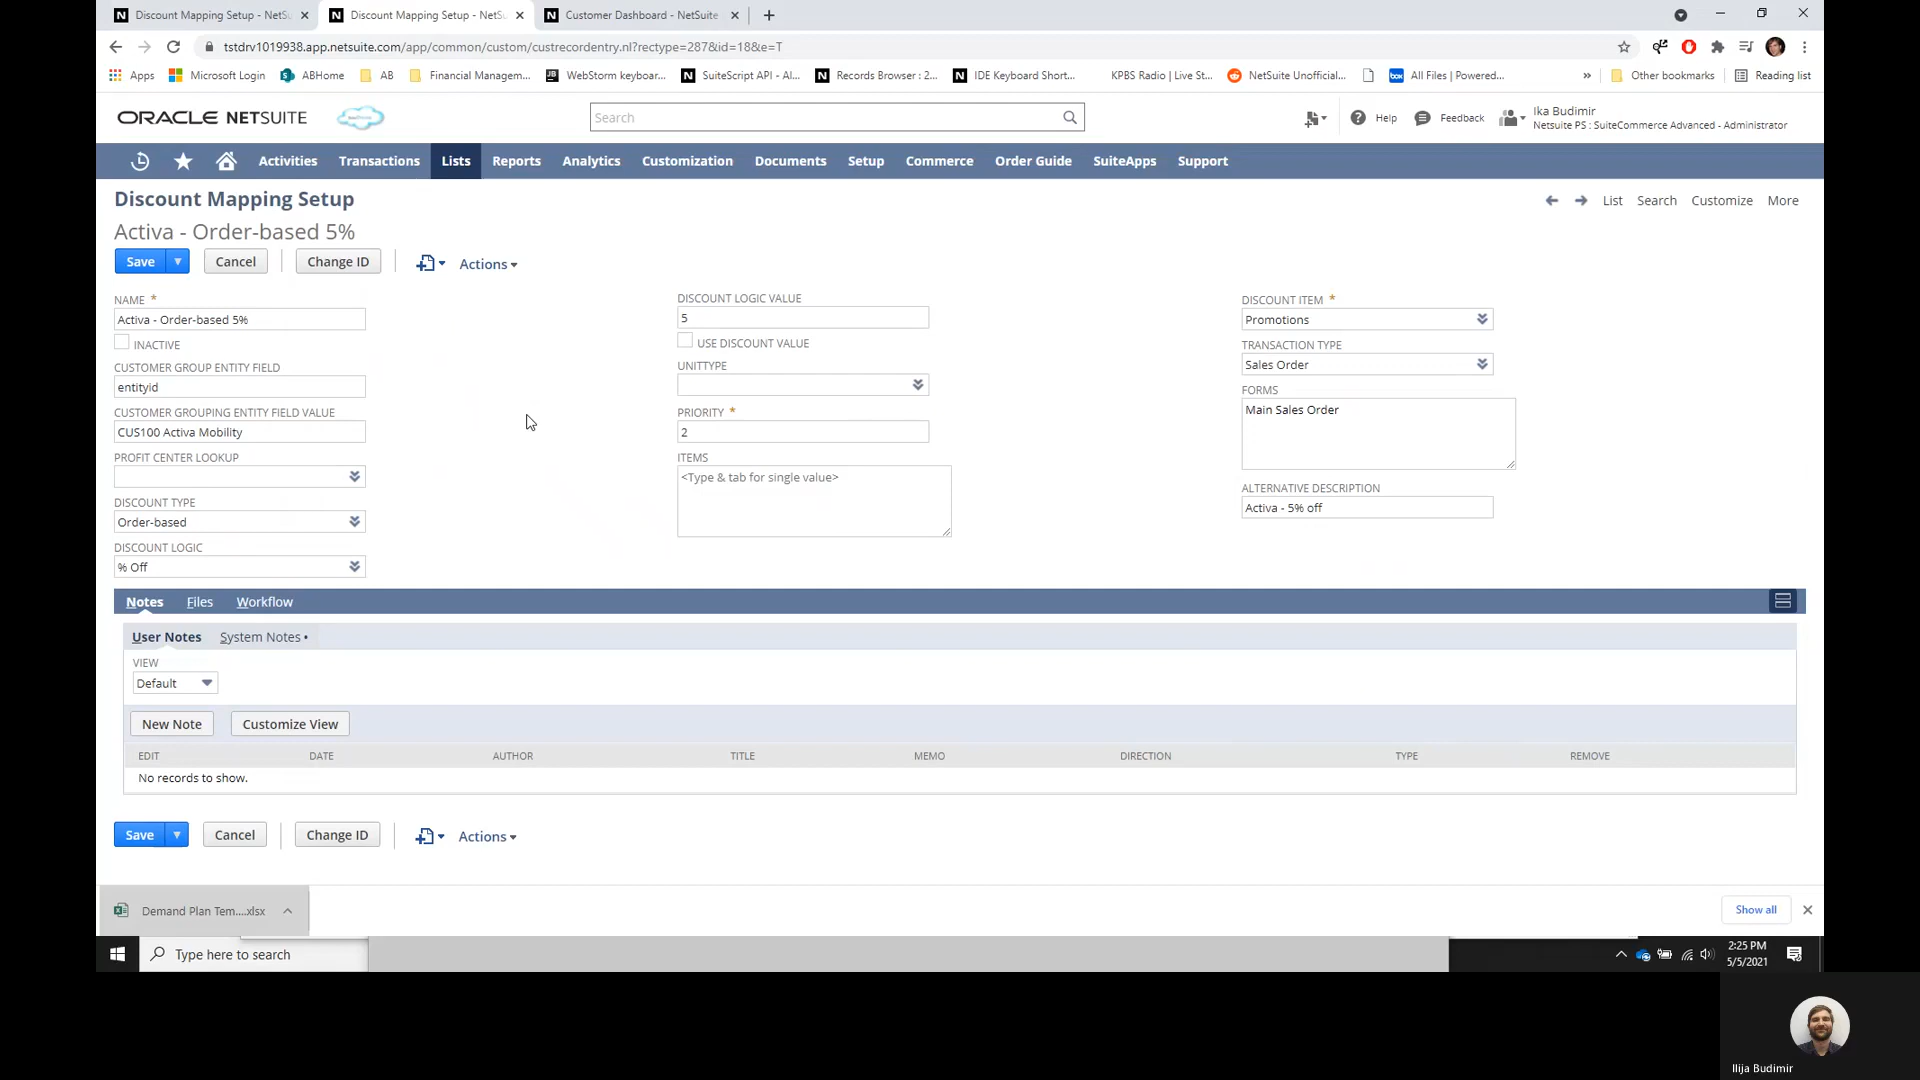 Discount Mapping Setup - NetSu
Discount Mapping Setup - NetSu
Customer Dashboard - NetSuite
tstdrv1019938.app.netsuite.com/app/common/custom/custrecordentry.nl?rectype=287&id=18&e=T
Apps Microsoft Login ABHome AB Financial Managem... WebStorm keyboar... SuiteScript API - Al... Records Browser : 2... IDE Keyboard Short... KPBS Radio | Live St... NetSuite Unofficial... All Files | Powered... » Other bookmarks Reading list
ORACLE NETSUITE
Search
Help
Feedback
Ika Budimir
Netsuite PS : SuiteCommerce Advanced - Administrator
Activities Transactions Lists Reports Analytics Customization Documents Setup Commerce Order Guide SuiteApps Support
Discount Mapping Setup
List Search Customize More
Activa - Order-based 5%
Save Cancel Change ID Actions
NAME *
Activa - Order-based 5%
INACTIVE
CUSTOMER GROUP ENTITY FIELD
entityid
CUSTOMER GROUPING ENTITY FIELD VALUE
CUS100 Activa Mobility
PROFIT CENTER LOOKUP
DISCOUNT TYPE
Order-based
DISCOUNT LOGIC
% Off
DISCOUNT LOGIC VALUE
5
USE DISCOUNT VALUE
UNITTYPE
PRIORITY *
2
ITEMS
<Type & tab for single value>
DISCOUNT ITEM *
Promotions
TRANSACTION TYPE
Sales Order
FORMS
Main Sales Order
ALTERNATIVE DESCRIPTION
Activa - 5% off
Notes Files Workflow
User Notes System Notes •
VIEW
Default
New Note Customize View
EDIT DATE AUTHOR TITLE MEMO DIRECTION TYPE REMOVE
No records to show.
Save Cancel Change ID Actions
Demand Plan Tem....xlsx
Show all
Type here to search
2:25 PM
5/5/2021
Ilija Budimir